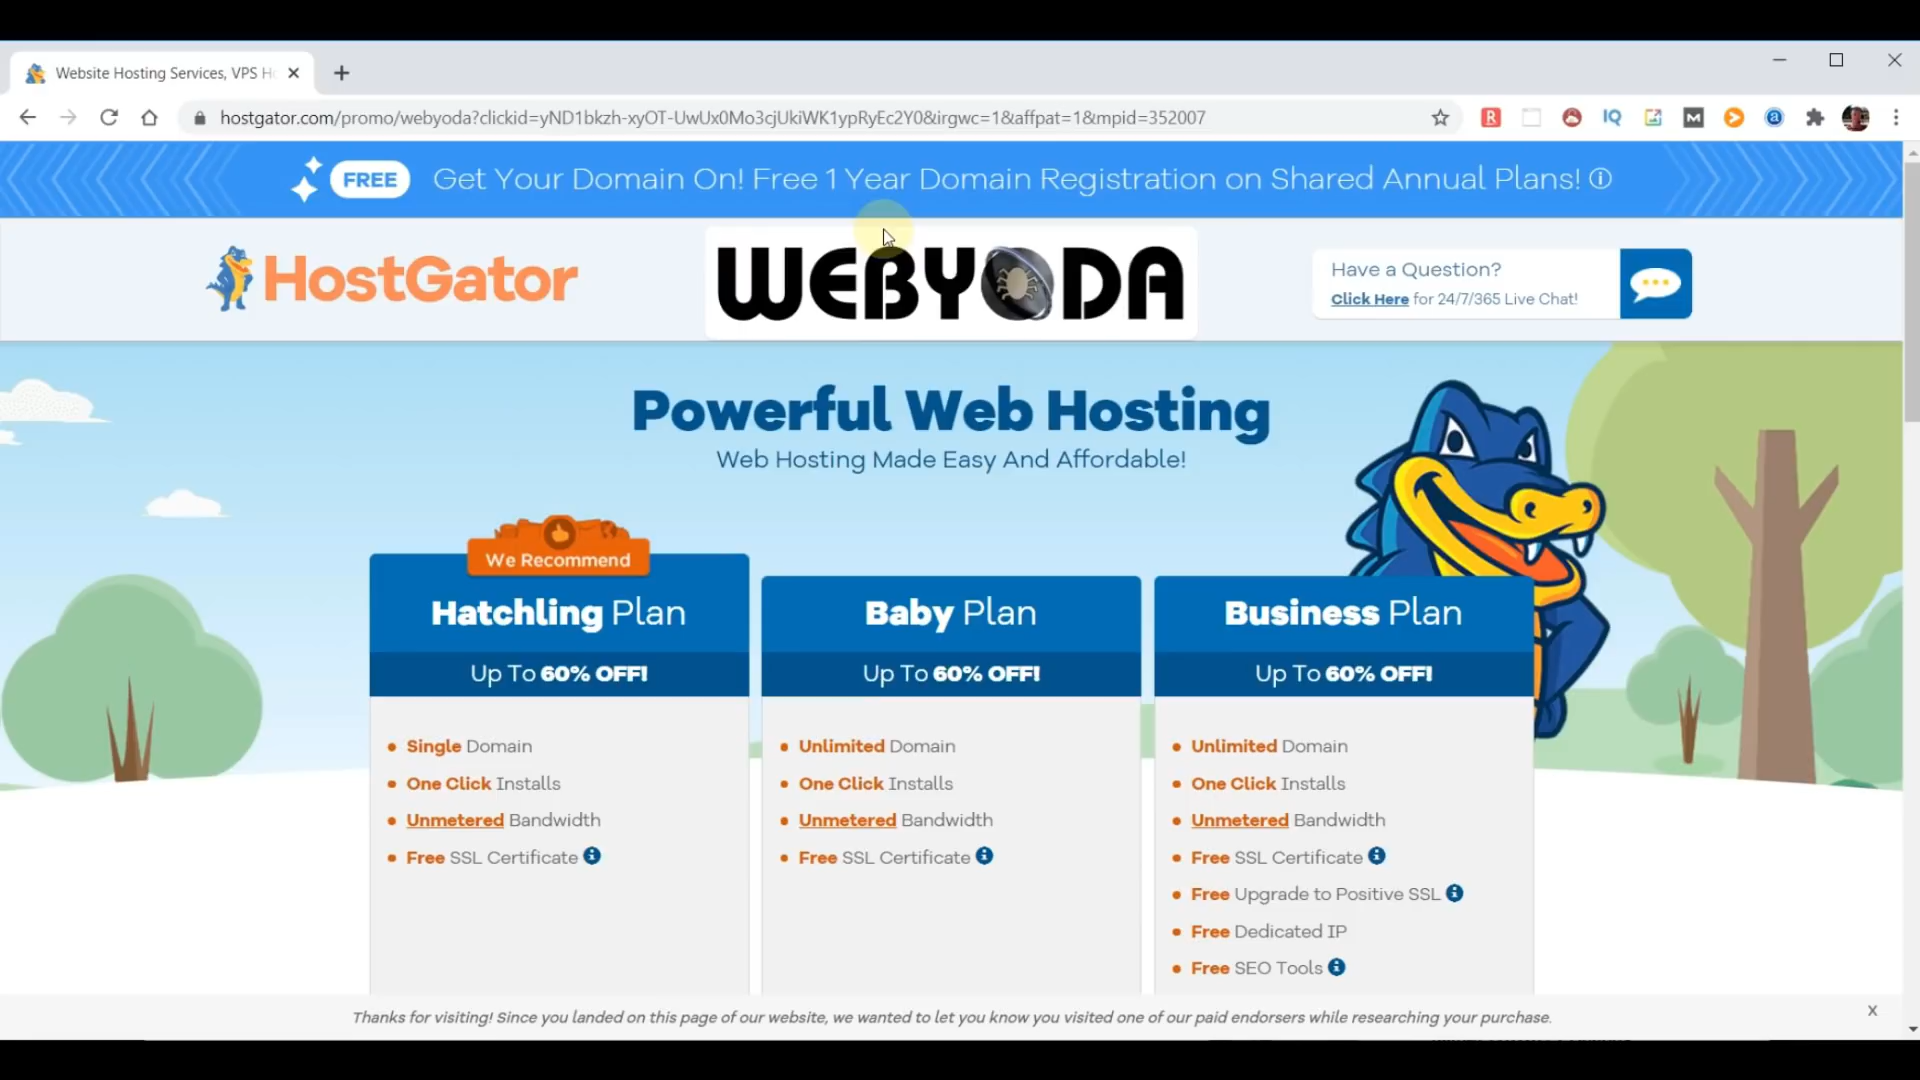 Website Hosting Services, VPS H
hostgator.com/promo/webyoda?clickid=yND1bkzh-xyOT-UwUx0Mo3cjUkiWK1ypRyEc2Y0&irgwc=1&affpat=1&mpid=352007
R
IQ
M
a
FREE Get Your Domain On! Free 1 Year Domain Registration on Shared Annual Plans!
HostGator
WEBYODA
Have a Question?
Click Here for 24/7/365 Live Chat!
Powerful Web Hosting
Web Hosting Made Easy And Affordable!
We Recommend
Hatchling Plan
Up To 60% OFF!
Single Domain
One Click Installs
Unmetered Bandwidth
Free SSL Certificate
Baby Plan
Up To 60% OFF!
Unlimited Domain
One Click Installs
Unmetered Bandwidth
Free SSL Certificate
Business Plan
Up To 60% OFF!
Unlimited Domain
One Click Installs
Unmetered Bandwidth
Free SSL Certificate
Free Upgrade to Positive SSL
Free Dedicated IP
Free SEO Tools
Thanks for visiting! Since you landed on this page of our website, we wanted to let you know you visited one of our paid endorsers while researching your purchase.
X